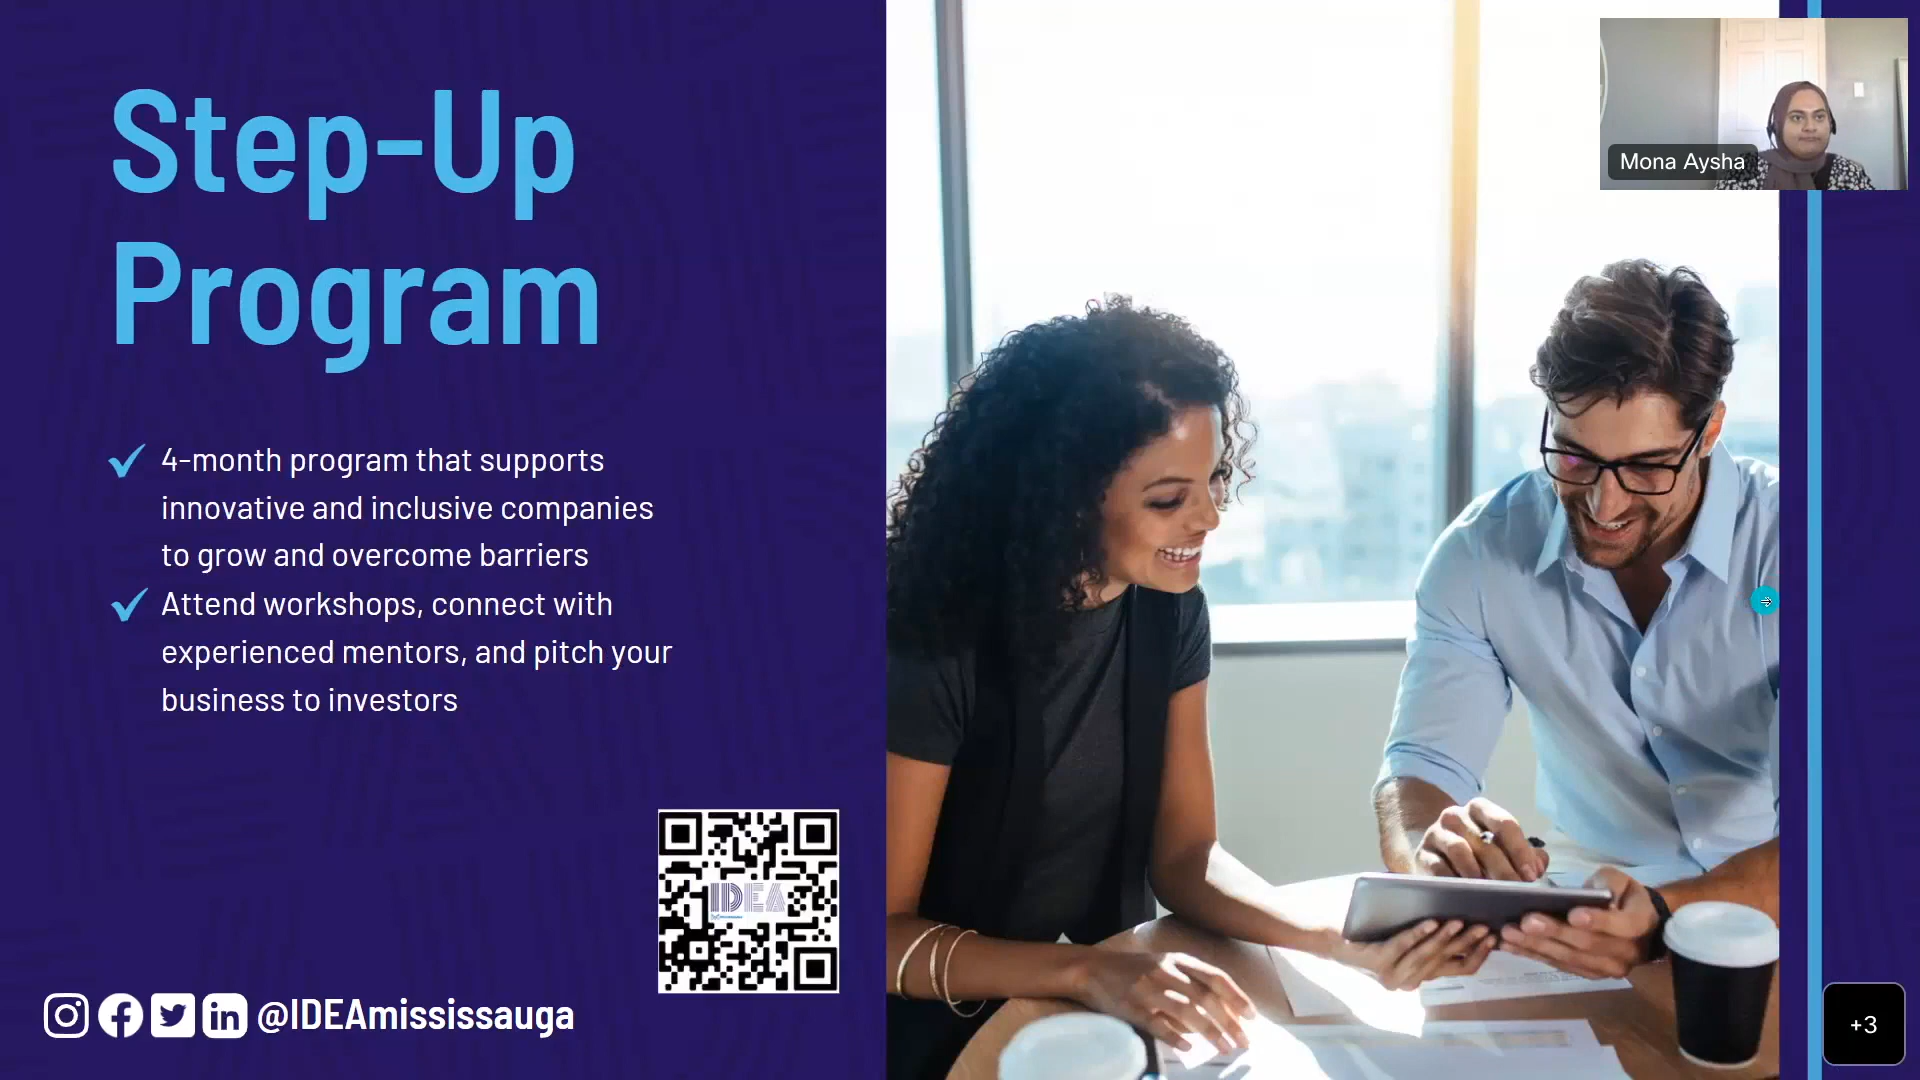 Step-Up
Program
4-month program that supports
innovative and inclusive companies
to grow and overcome barriers
Attend workshops, connect with
experienced mentors, and pitch your
business to investors
IDEA
@IDEAmississauga
Mona Aysha
+3